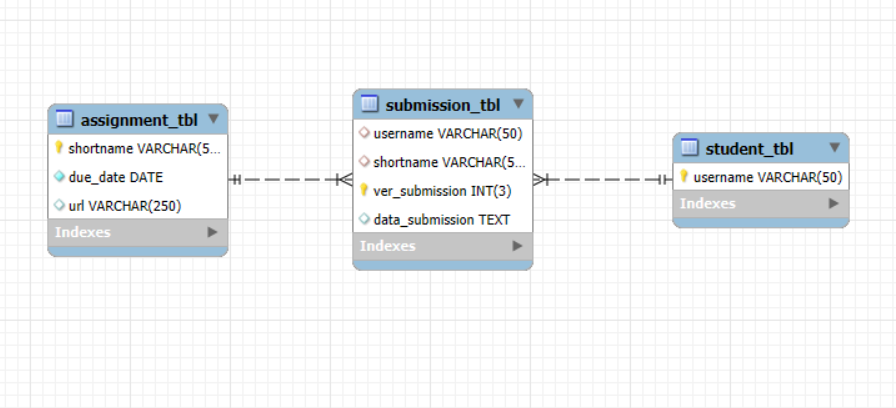 assignment_tbl
shortname VARCHAR(5...
due_date DATE
url VARCHAR(250)
Indexes
submission_tbl
username VARCHAR(50)
shortname VARCHAR(5...
ver_submission INT(3)
data_submission TEXT
Indexes
student_tbl
username VARCHAR(50)
Indexes